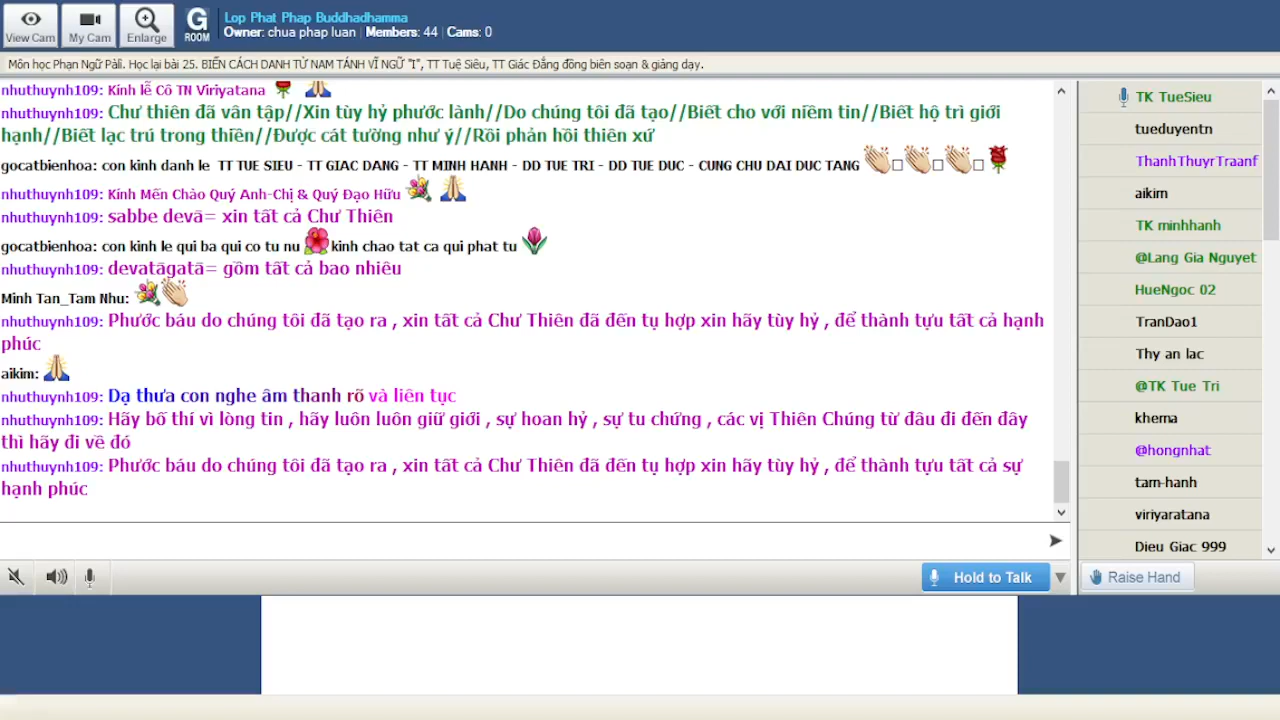 View Cam
My Cam
Enlarge
G
ROOM
Lop Phat Phap Buddhadhamma
Owner: chua phap luan | Members: 44 | Cams: 0
Môn học Phạn Ngữ Pàli. Học lại bài 25. BIẾN CÁCH DANH TỪ NAM TÁNH VĨ NGỮ "I", TT Tuệ Siêu, TT Giác Đẳng đồng biên soạn & giảng dạy.
nhuthuynh109: Kính lễ Cô TN Viriyatana
nhuthuynh109: Chư thiên đã vân tập//Xin tùy hỷ phước lành//Do chúng tôi đã tạo//Biết cho với niềm tin//Biết hộ trì giới
hạnh//Biết lạc trú trong thiền//Được cát tường như ý//Rồi phản hồi thiên xứ
gocatbienhoa: con kinh danh le TT TUE SIEU - TT GIAC DANG - TT MINH HANH - DD TUE TRI - DD TUE DUC - CUNG CHU DAI DUC TANG
nhuthuynh109: Kính Mến Chào Quý Anh-Chị & Quý Đạo Hữu
nhuthuynh109: sabbe devā= xin tất cả Chư Thiên
gocatbienhoa: con kinh le qui ba qui co tu nu kinh chao tat ca qui phat tu
nhuthuynh109: devatāgatā= gồm tất cả bao nhiêu
Minh Tan_Tam Nhu:
nhuthuynh109: Phước báu do chúng tôi đã tạo ra , xin tất cả Chư Thiên đã đến tụ hợp xin hãy tùy hỷ , để thành tựu tất cả hạnh
phúc
aikim:
nhuthuynh109: Dạ thưa con nghe âm thanh rõ và liên tục
nhuthuynh109: Hãy bố thí vì lòng tin , hãy luôn luôn giữ giới , sự hoan hỷ , sự tu chứng , các vị Thiên Chúng từ đâu đi đến đây
thì hãy đi về đó
nhuthuynh109: Phước báu do chúng tôi đã tạo ra , xin tất cả Chư Thiên đã đến tụ hợp xin hãy tùy hỷ , để thành tựu tất cả sự
hạnh phúc
TK TueSieu
tueduyentn
ThanhThuyrTraanf
aikim
TK minhhanh
@Lang Gia Nguyet
HueNgoc 02
TranDao1
Thy an lac
@TK Tue Tri
khema
@hongnhat
tam-hanh
viriyaratana
Dieu Giac 999
Hold to Talk
Raise Hand